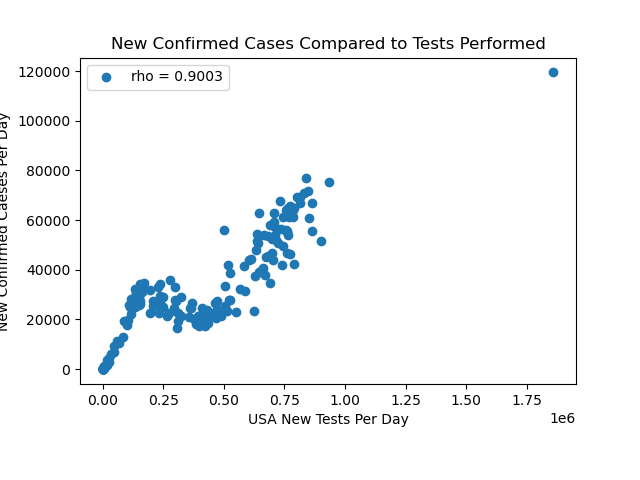 New Confirmed Cases Compared to Tests Performed
rho = 0.9003
120000
100000
80000
60000
40000
20000
0
New Confirmed Caeses Per Day
0.00 0.25 0.50 0.75 1.00 1.25 1.50 1.75
1e6
USA New Tests Per Day